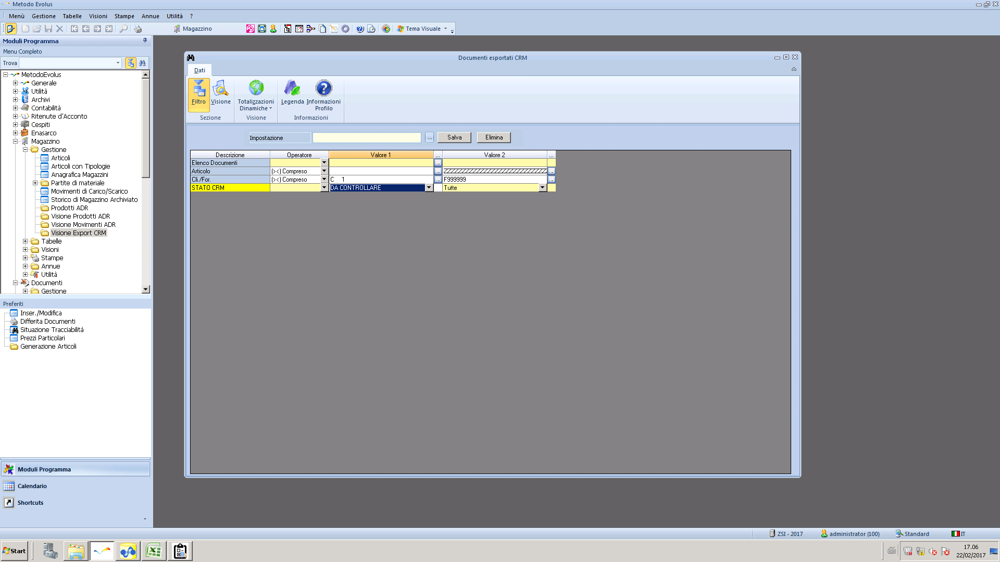 Metodo Evolus
Menù Gestione Tabelle Visioni Stampe Annue Utilità ?
Magazzino Tema Visuale
Moduli Programma
Menu Completo
Trova
MetodoEvolus
Generale
Utilità
Archivi
Contabilità
Ritenute d'Acconto
Cespiti
Enasarco
Magazzino
Gestione
Articoli
Articoli con Tipologie
Anagrafica Magazzini
Partite di materiale
Movimenti di Carico/Scarico
Storico di Magazzino Archiviato
Prodotti ADR
Visione Prodotti ADR
Visione Movimenti ADR
Visione Export CRM
Tabelle
Visioni
Stampe
Annue
Utilità
Documenti
Gestione
Preferiti
Inser./Modifica
Differita Documenti
Situazione Tracciabilità
Prezzi Particolari
Generazione Articoli
Moduli Programma
Calendario
Shortcuts
Documenti esportati CRM
Dati
Filtro Visione Totalizzazioni Dinamiche Legenda Informazioni Profilo
Sezione Visione Informazioni
Impostazione ... Salva Elimina
Descrizione Operatore Valore 1 ... Valore 2 ...
Elenco Documenti ...
Articolo (><) Compreso ... ...
Cli./For. (><) Compreso C 1 ... F999999 ...
STATO CRM DA CONTROLLARE Tutte
ZSI - 2017 administrator (100) Standard IT
Start
17.06
22/02/2017